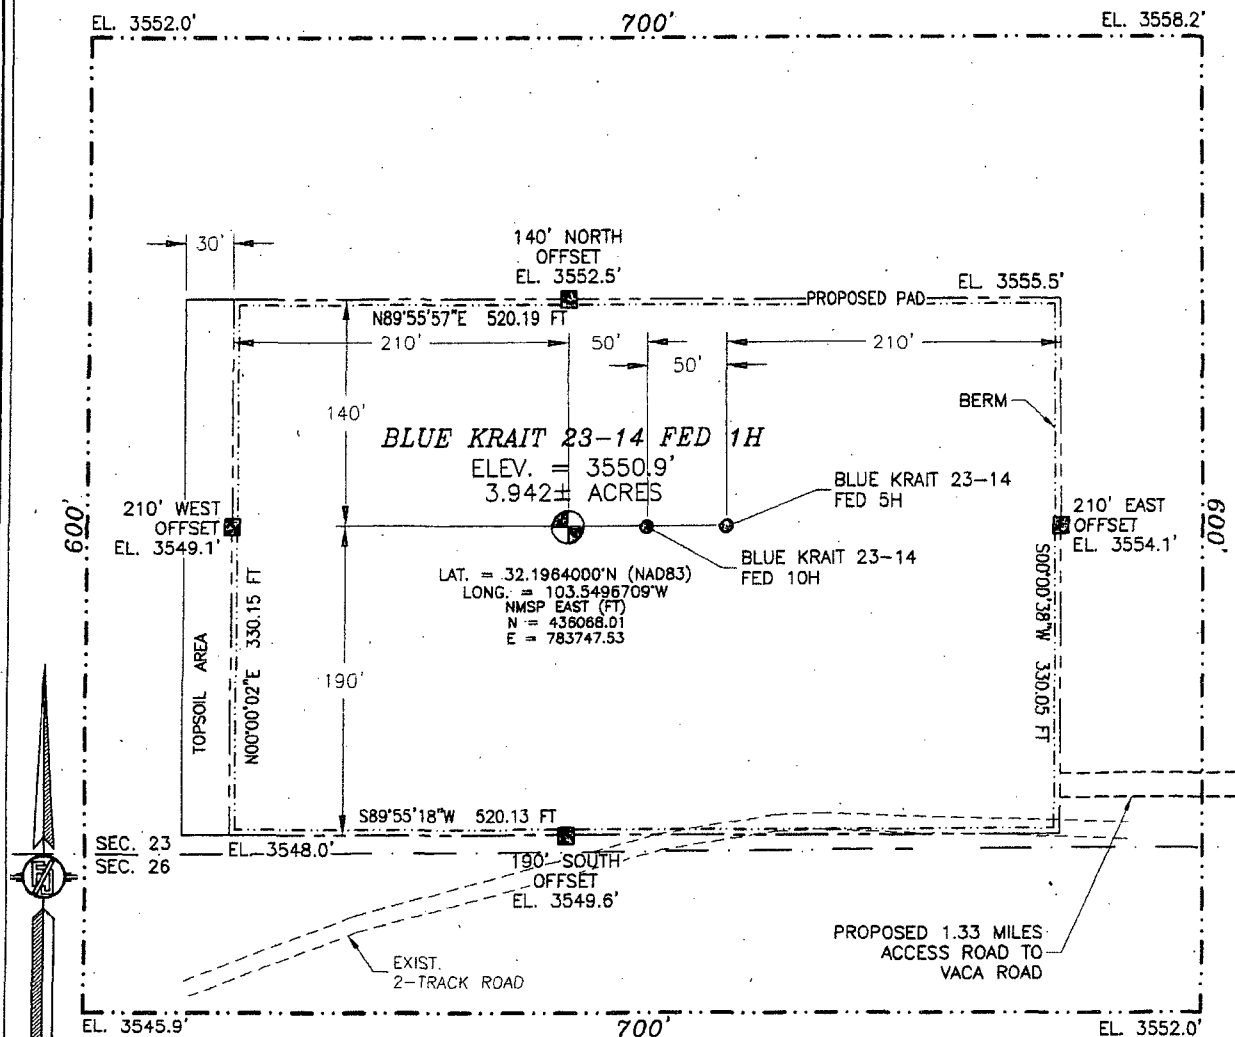 EL. 3552.0'
700'
EL. 3558.2'
30'
140' NORTH
OFFSET
EL. 3552.5'
EL. 3555.5'
PROPOSED PAD
N89°55'57"E 520.19 FT
210'
50'
210'
50'
BERM
140'
BLUE KRAIT 23-14 FED 1H
ELEV. = 3550.9'
3.942± ACRES
BLUE KRAIT 23-14
FED 5H
210' WEST
OFFSET
EL. 3549.1'
600'
210' EAST
OFFSET
EL. 3554.1'
600'
BLUE KRAIT 23-14
FED 10H
LAT. = 32.1964000°N (NAD83)
LONG. = 103.5496709°W
NMSP EAST (FT)
N = 436068.01
E = 783747.53
TOPSOIL AREA
N00°00'02"E 330.15 FT
S00°00'38"W 330.05 FT
190'
S89°55'18"W 520.13 FT
SEC. 23
SEC. 26
EL. 3548.0'
190' SOUTH
OFFSET
EL. 3549.6'
EXIST.
2-TRACK ROAD
PROPOSED 1.33 MILES
ACCESS ROAD TO
VACA ROAD
EL. 3545.9'
700'
EL. 3552.0'